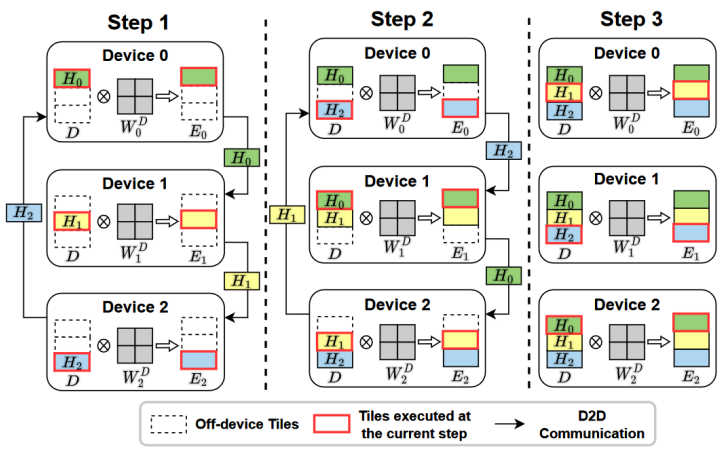 Step 1
Step 2
Step 3
Device 0
H₀
⊗
D
W₀ᴰ
E₀
H₀
Device 1
H₁
⊗
D
W₁ᴰ
E₁
H₁
H₂
Device 2
H₂
⊗
D
W₂ᴰ
E₂
Device 0
H₀
H₂
⊗
D
W₀ᴰ
E₀
H₂
Device 1
H₀
H₁
⊗
D
W₁ᴰ
E₁
H₀
H₁
Device 2
H₁
H₂
⊗
D
W₂ᴰ
E₂
Device 0
H₀
H₁
H₂
⊗
D
W₀ᴰ
E₀
Device 1
H₀
H₁
H₂
⊗
D
W₁ᴰ
E₁
Device 2
H₀
H₁
H₂
⊗
D
W₂ᴰ
E₂
Off-device Tiles
Tiles executed at
the current step
D2D
Communication